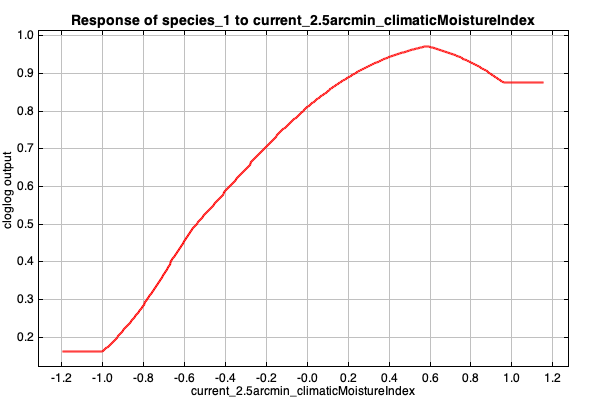 Response of species_1 to current_2.5arcmin_climaticMoistureIndex
cloglog output
1.0
0.9
0.8
0.7
0.6
0.5
0.4
0.3
0.2
-1.2 -1.0 -0.8 -0.6 -0.4 -0.2 -0.0 0.2 0.4 0.6 0.8 1.0 1.2
current_2.5arcmin_climaticMoistureIndex